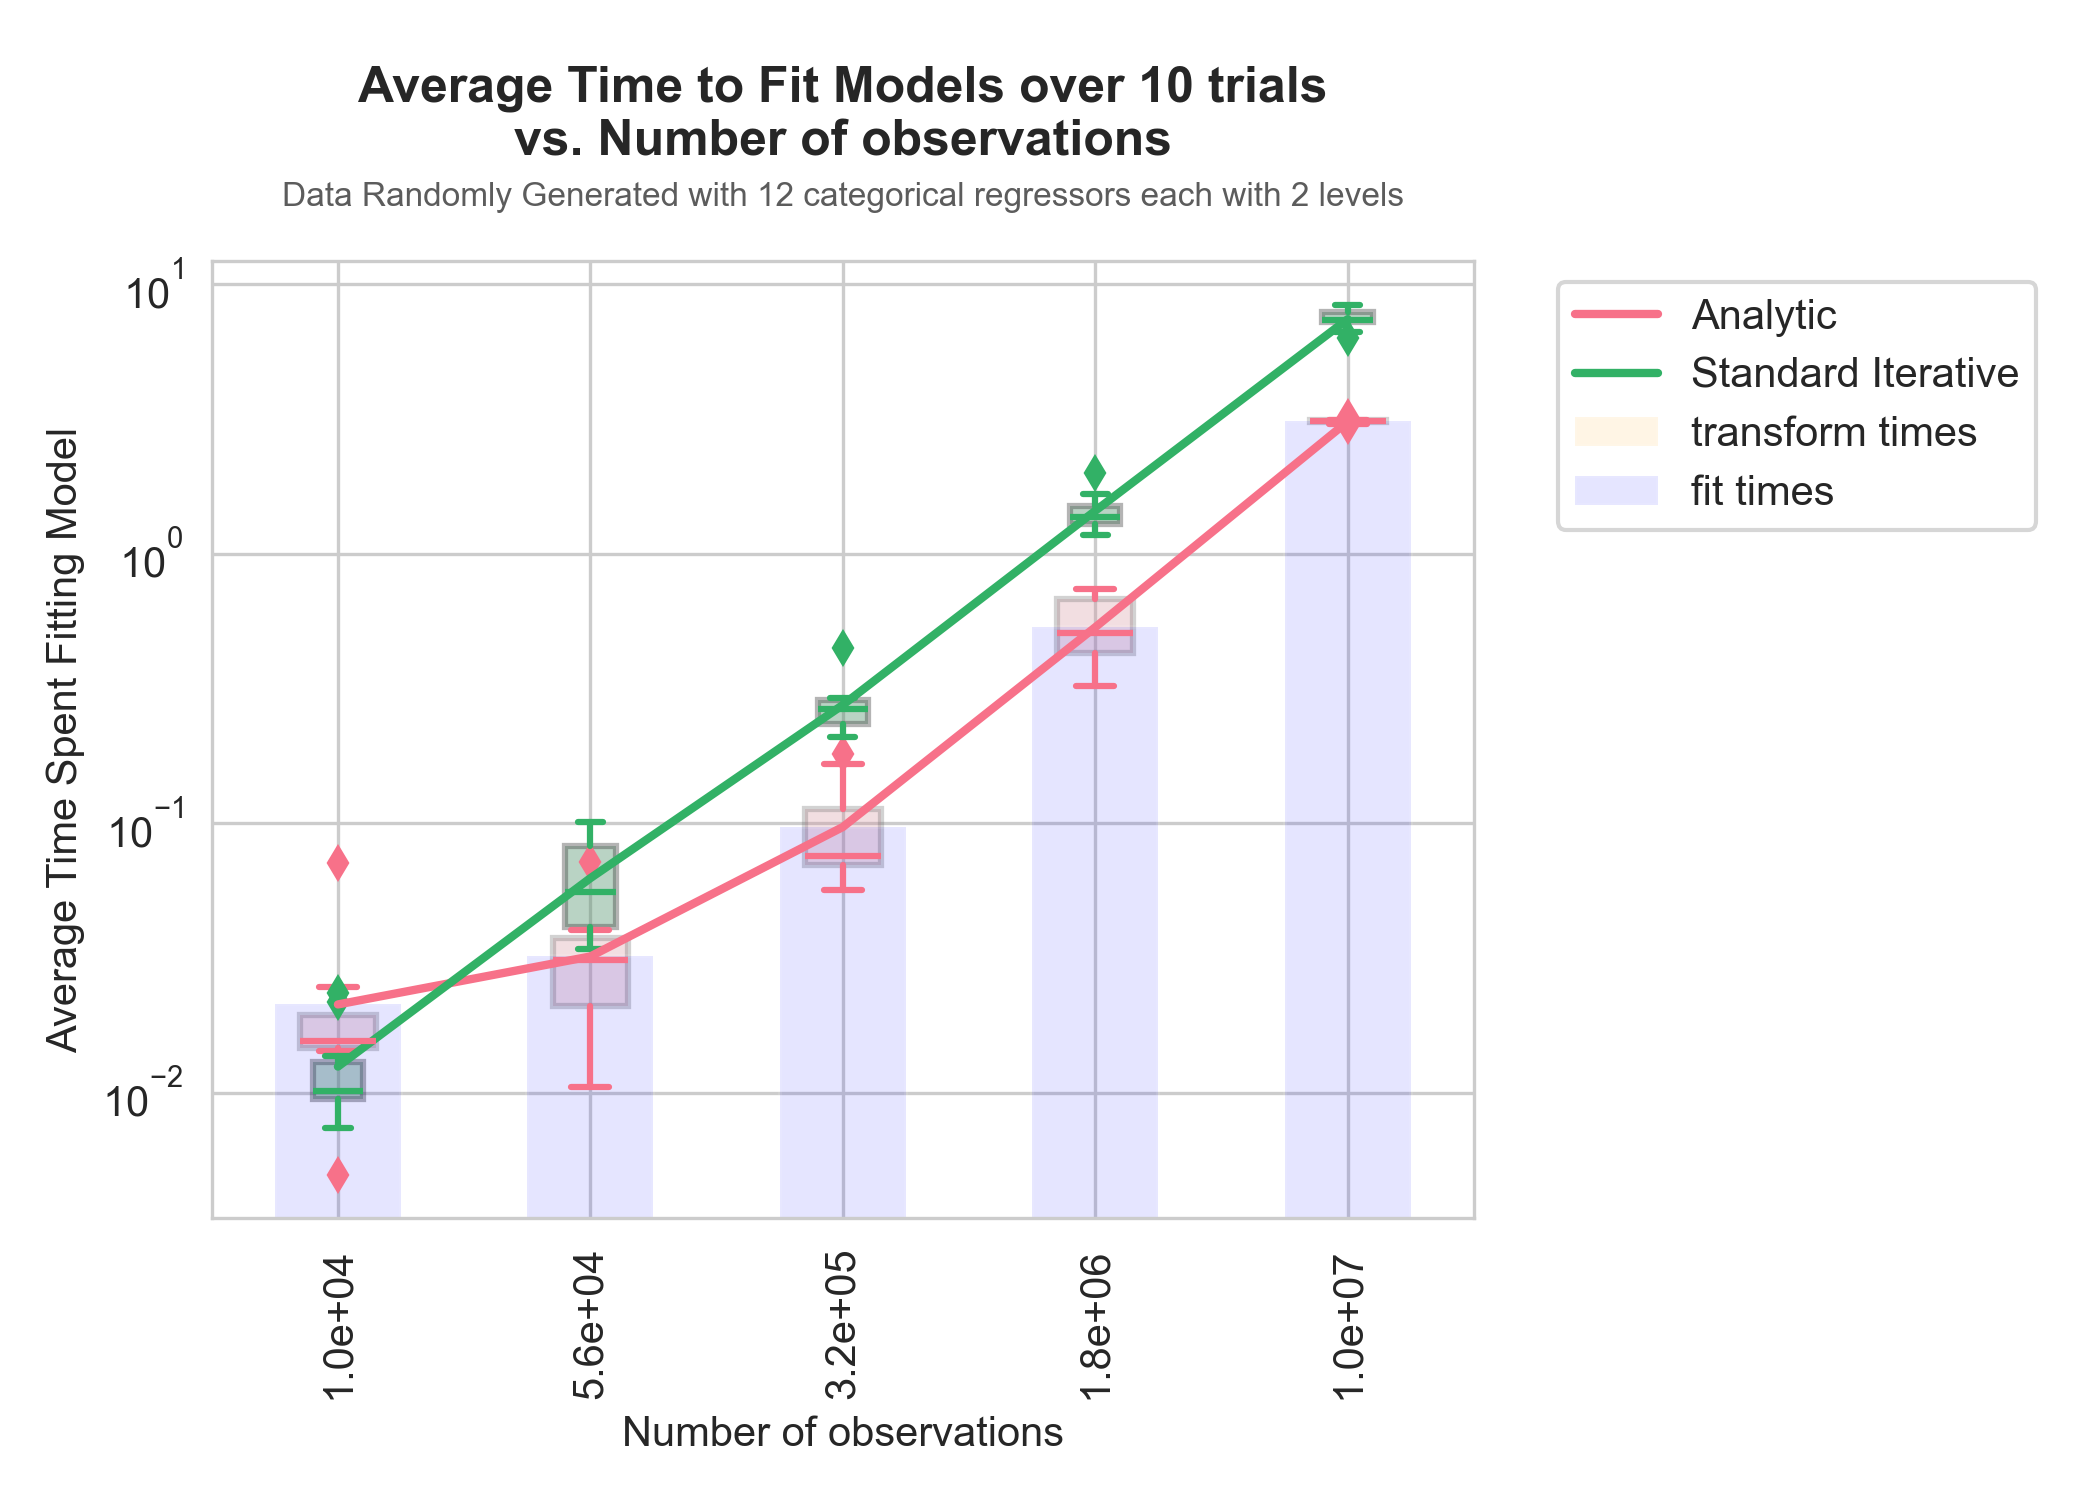 Average Time to Fit Models over 10 trials
vs. Number of observations
Data Randomly Generated with 12 categorical regressors each with 2 levels
10^1
10^0
10^−1
10^−2
Average Time Spent Fitting Model
1.0e+04
5.6e+04
3.2e+05
1.8e+06
1.0e+07
Number of observations
Analytic
Standard Iterative
transform times
fit times